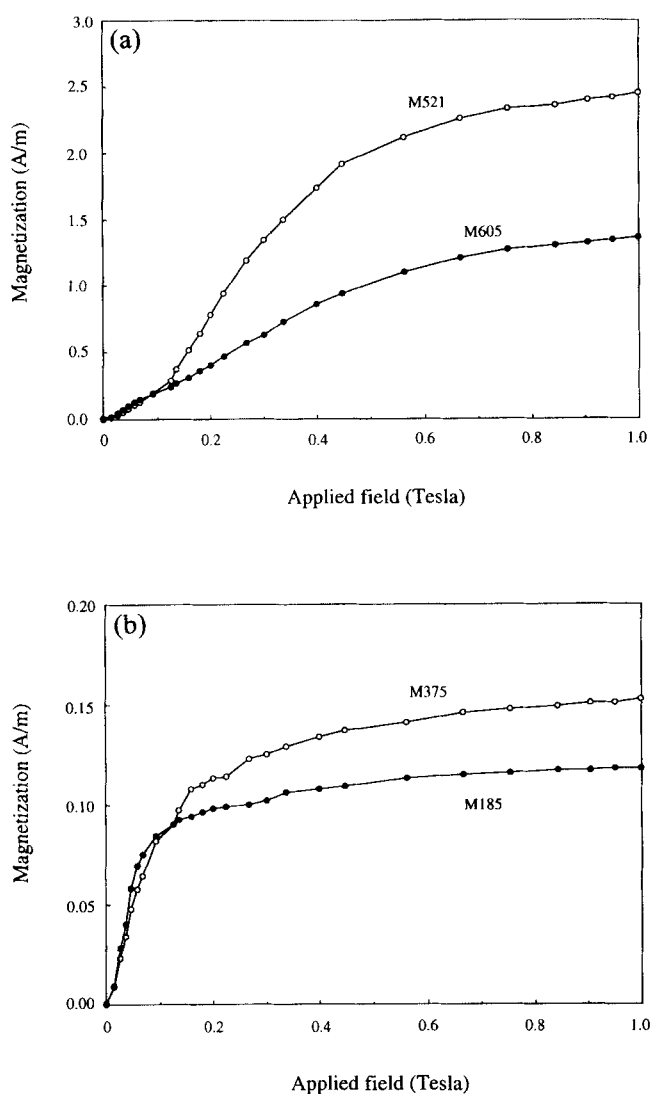 (a)
3.0
2.5
2.0
1.5
1.0
0.5
0
Magnetization (A/m)
M521
M605
0 0.2 0.4 0.6 0.8 1.0
Applied field (Tesla)
(b)
0.20
0.15
0.10
0.05
0.00
Magnetization (A/m)
M375
M185
0 0.2 0.4 0.6 0.8 1.0
Applied field (Tesla)